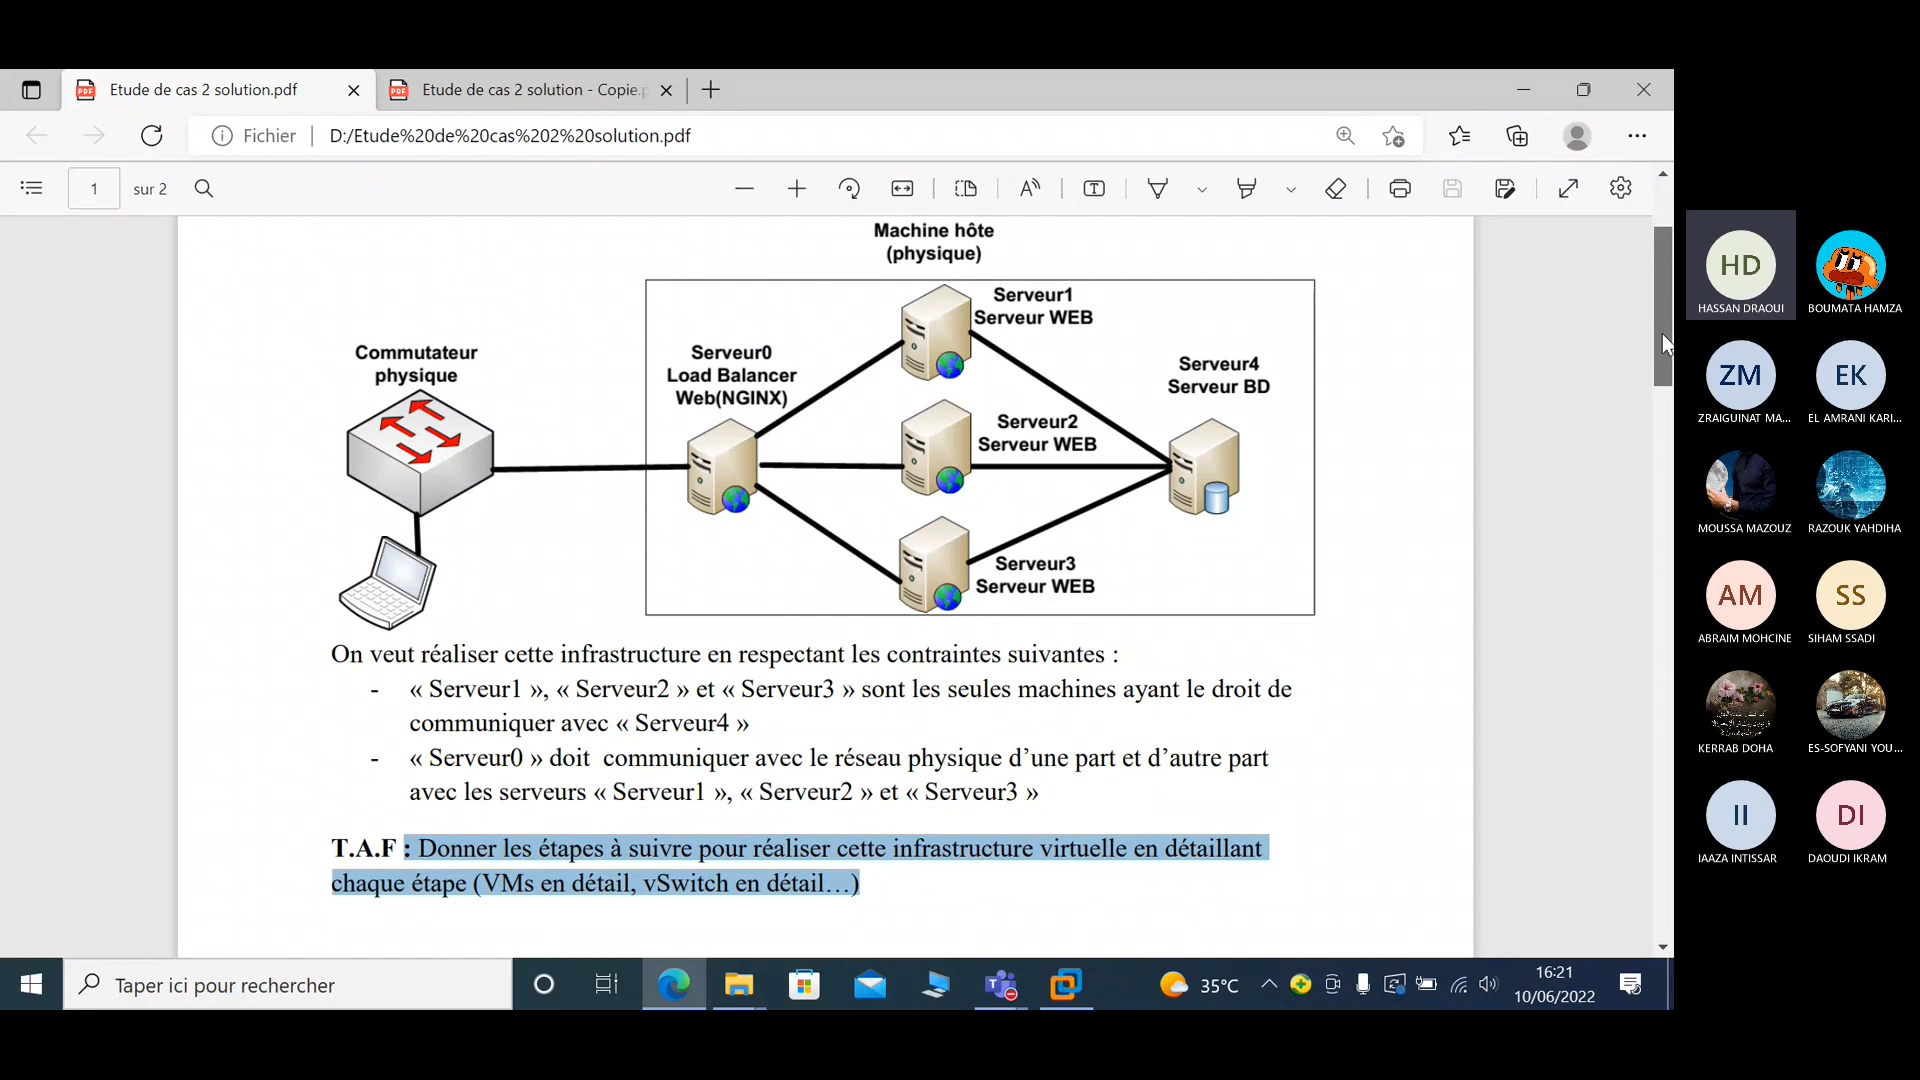 Etude de cas 2 solution.pdf
Etude de cas 2 solution - Copie.p
Fichier
D:/Etude%20de%20cas%202%20solution.pdf
1
sur 2
Machine hôte
(physique)
Serveur1
Serveur WEB
Commutateur
physique
Serveur0
Load Balancer
Web(NGINX)
Serveur4
Serveur BD
Serveur2
Serveur WEB
Serveur3
Serveur WEB
On veut réaliser cette infrastructure en respectant les contraintes suivantes :
- « Serveur1 », « Serveur2 » et « Serveur3 » sont les seules machines ayant le droit de
communiquer avec « Serveur4 »
- « Serveur0 » doit communiquer avec le réseau physique d’une part et d’autre part
avec les serveurs « Serveur1 », « Serveur2 » et « Serveur3 »
T.A.F : Donner les étapes à suivre pour réaliser cette infrastructure virtuelle en détaillant
chaque étape (VMs en détail, vSwitch en détail…)
Taper ici pour rechercher
35°C
16:21
10/06/2022
HD
HASSAN DRAOUI
BOUMATA HAMZA
ZM
ZRAIGUINAT MA...
EK
EL AMRANI KARI...
MOUSSA MAZOUZ
RAZOUK YAHDIHA
AM
ABRAIM MOHCINE
SS
SIHAM SSADI
KERRAB DOHA
ES-SOFYANI YOU...
II
IAAZA INTISSAR
DI
DAOUDI IKRAM